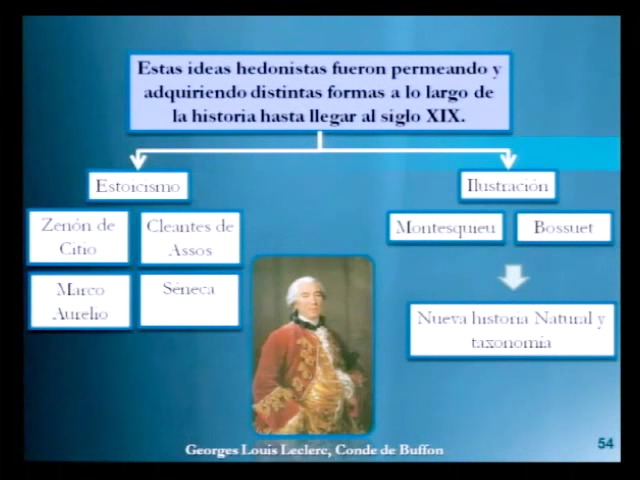 Estas ideas hedonistas fueron permeando y
adquiriendo distintas formas a lo largo de
la historia hasta llegar al siglo XIX.
Estoicismo
Ilustración
Zenón de
Citio
Cleantes de
Assos
Montesquieu
Bossuet
Marco
Aurelio
Séneca
Nueva historia Natural y
taxonomia
Georges Louis Leclerc, Conde de Buffon
54